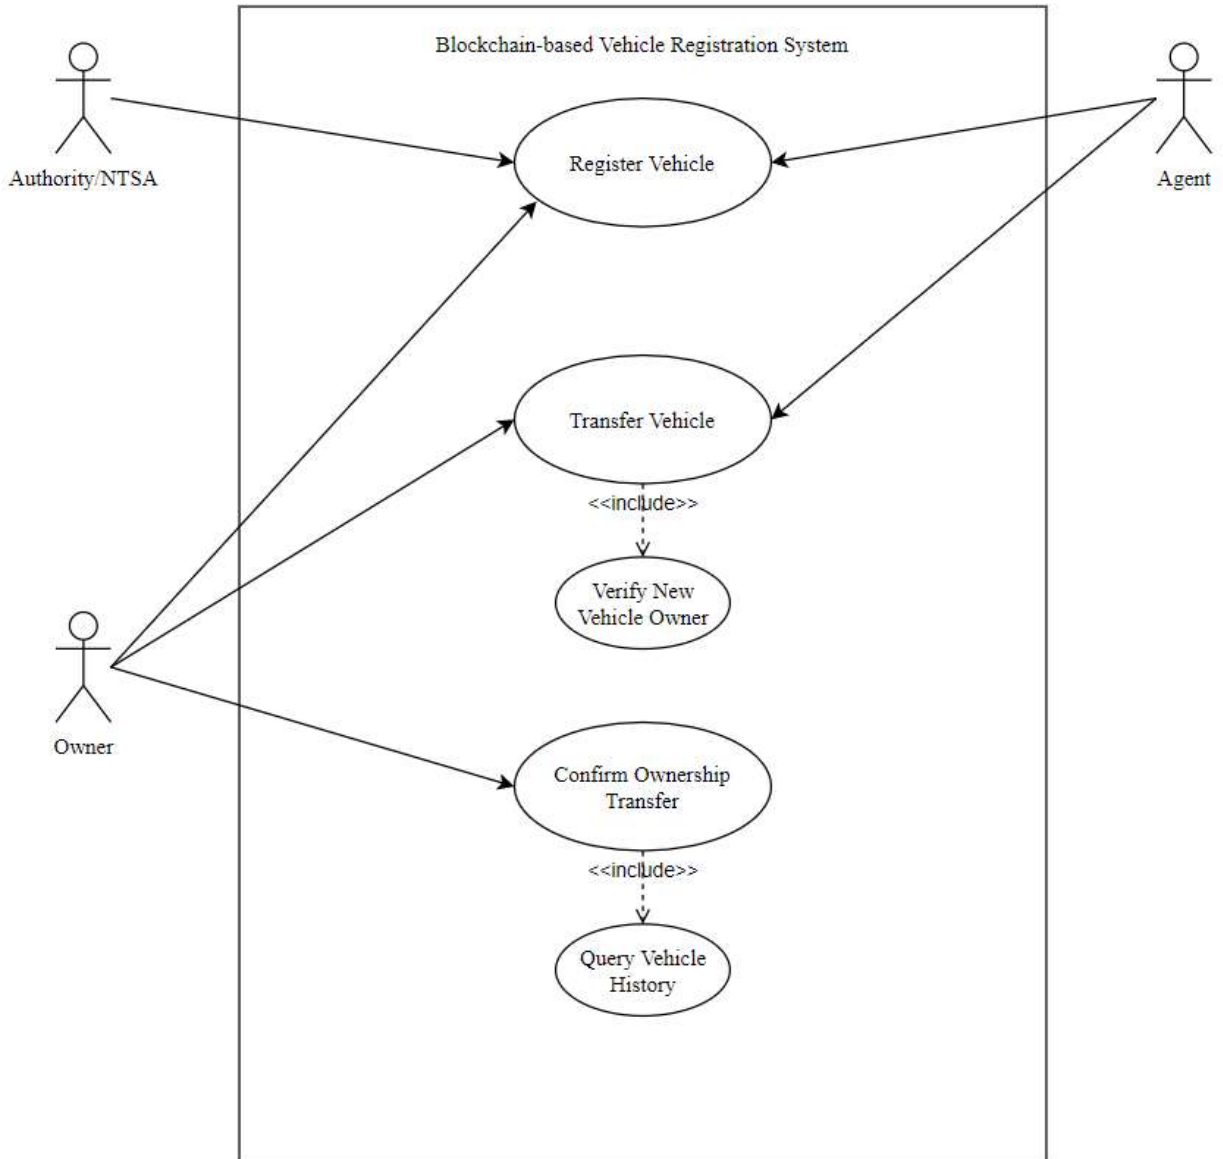 Blockchain-based Vehicle Registration System
Authority/NTSA
Register Vehicle
Agent
Transfer Vehicle
<<include>>
Verify New
Vehicle Owner
Owner
Confirm Ownership
Transfer
<<include>>
Query Vehicle
History